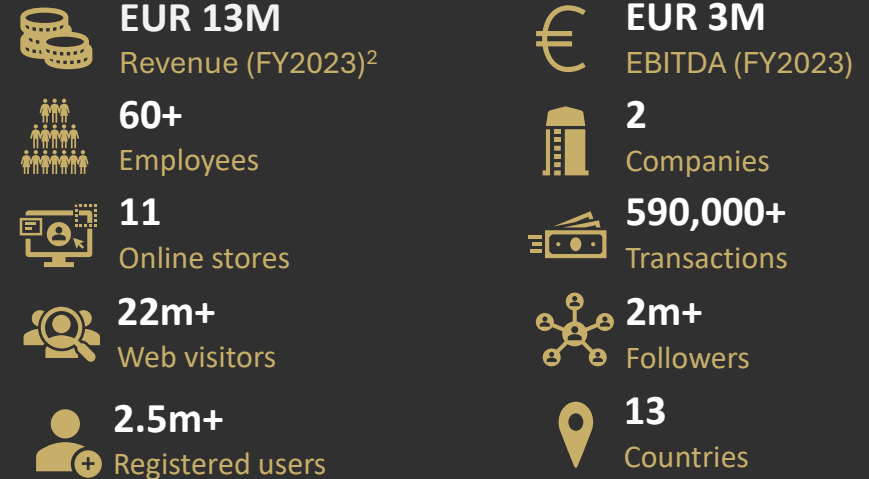 EUR 13M
Revenue (FY2023)²
EUR 3M
EBITDA (FY2023)
60+
Employees
2
Companies
11
Online stores
590,000+
Transactions
22m+
Web visitors
2m+
Followers
2.5m+
Registered users
13
Countries